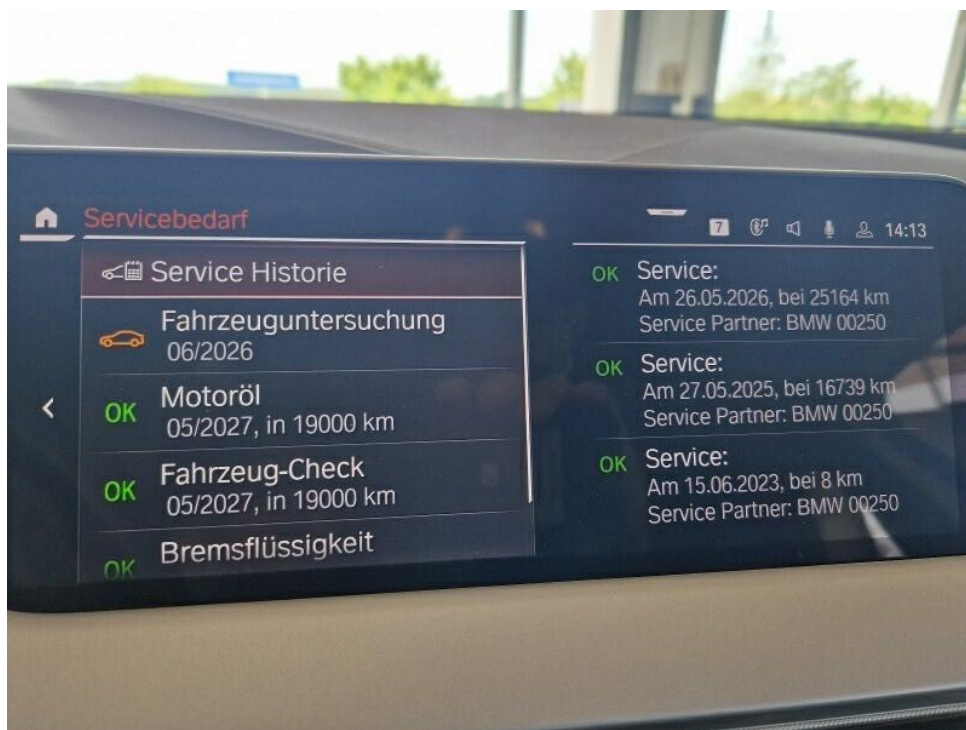 Servicebedarf
7
14:13
Service Historie
Fahrzeuguntersuchung
06/2026
Motoröl
05/2027, in 19000 km
Fahrzeug-Check
05/2027, in 19000 km
Bremsflüssigkeit
OK
OK
OK
OK Service:
Am 26.05.2026, bei 25164 km
Service Partner: BMW 00250
OK Service:
Am 27.05.2025, bei 16739 km
Service Partner: BMW 00250
OK Service:
Am 15.06.2023, bei 8 km
Service Partner: BMW 00250